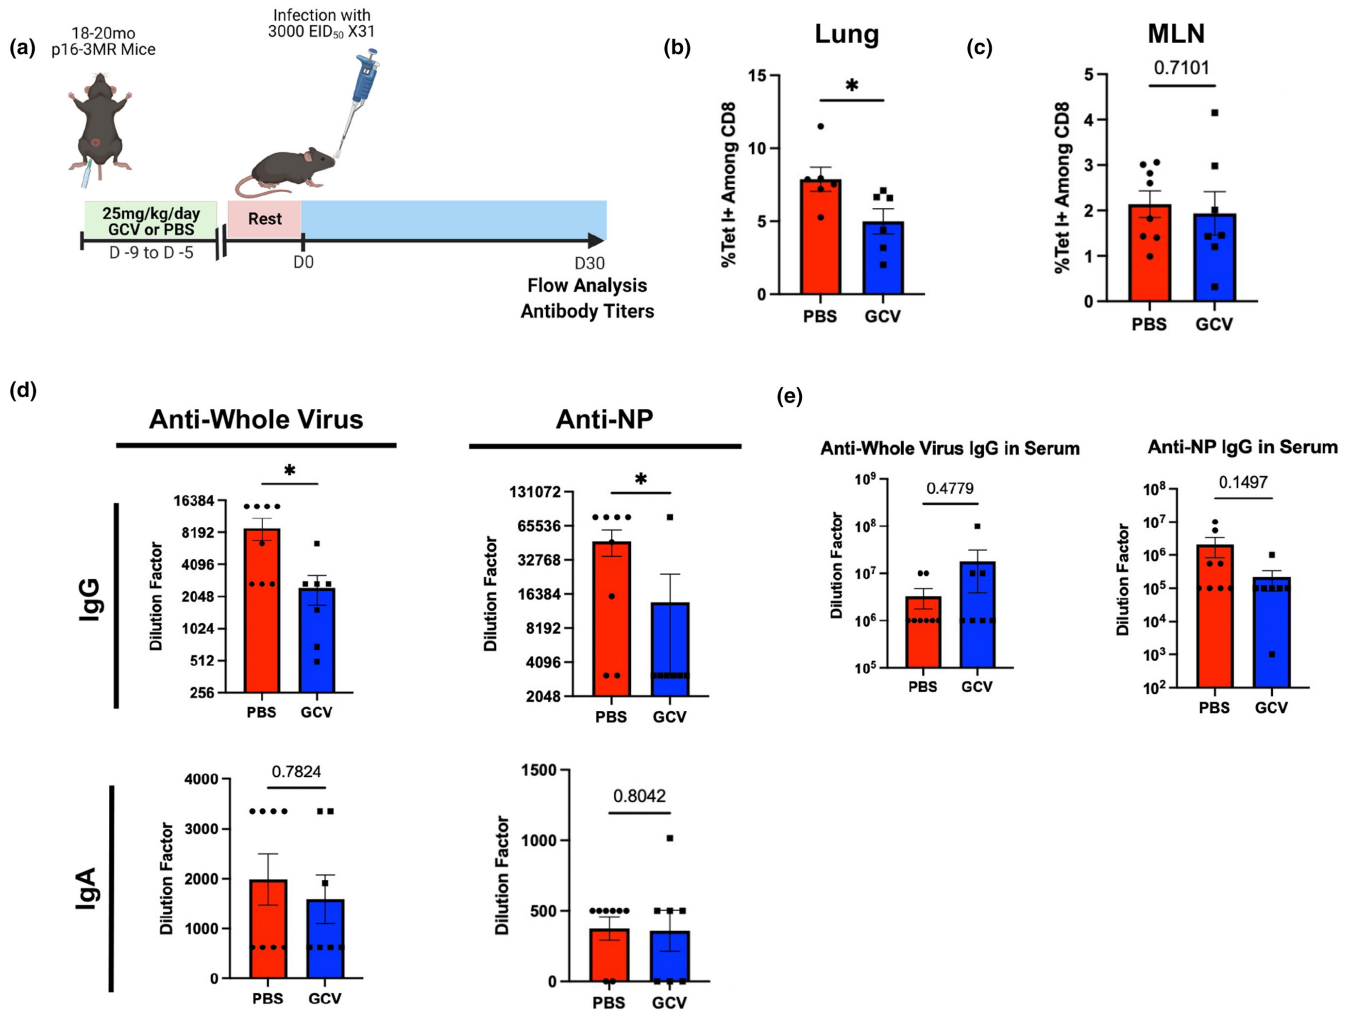 (a)
18-20mo
p16-3MR Mice
Infection with
3000 EID50 X31
25mg/kg/day
GCV or PBS
Rest
D -9 to D -5
D0
D30
Flow Analysis
Antibody Titers
(b)
Lung
*
%Tet I+ Among CD8
15
10
5
0
PBS
GCV
(c)
MLN
0.7101
%Tet I+ Among CD8
5
4
3
2
1
0
PBS
GCV
(d)
Anti-Whole Virus
Anti-NP
IgG
*
Dilution Factor
16384
8192
4096
2048
1024
512
256
PBS
GCV
*
Dilution Factor
131072
65536
32768
16384
8192
4096
2048
PBS
GCV
IgA
0.7824
Dilution Factor
4000
3000
2000
1000
0
PBS
GCV
0.8042
Dilution Factor
1500
1000
500
0
PBS
GCV
(e)
Anti-Whole Virus IgG in Serum
0.4779
Dilution Factor
10^9
10^8
10^7
10^6
10^5
PBS
GCV
Anti-NP IgG in Serum
0.1497
Dilution Factor
10^8
10^7
10^6
10^5
10^4
10^3
10^2
PBS
GCV